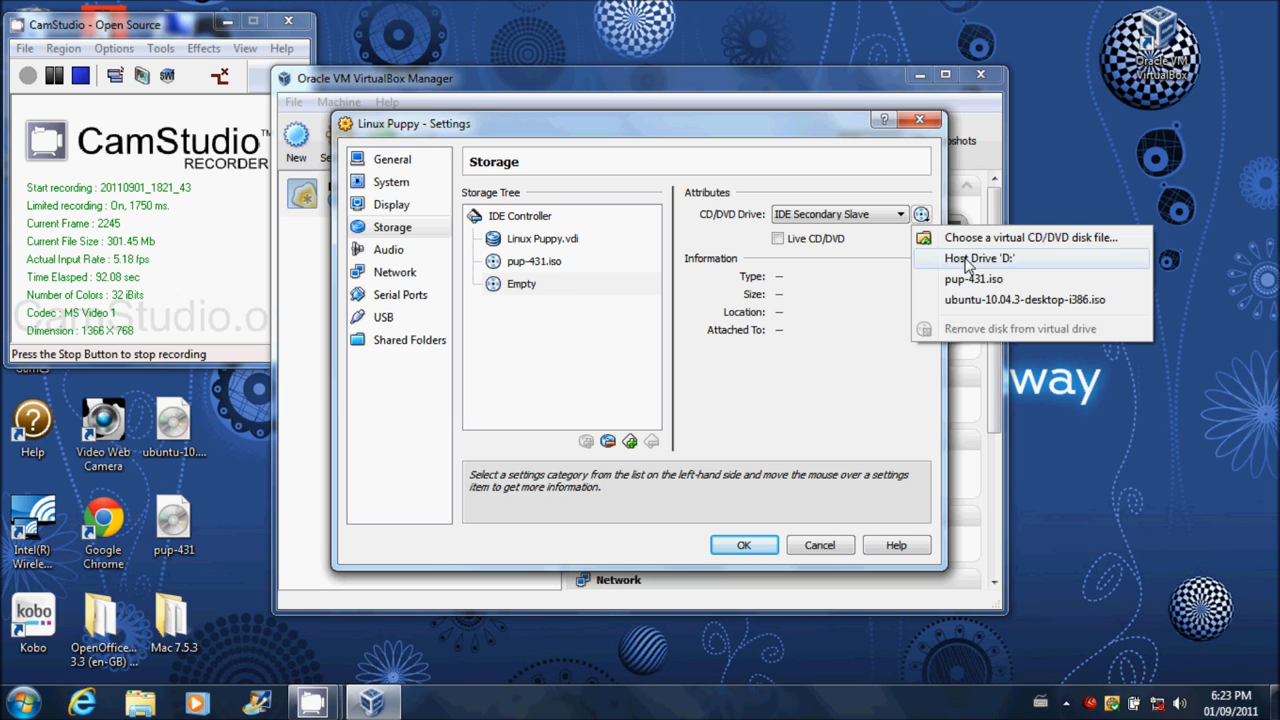 CamStudio - Open Source
File Region Options Tools Effects View Help
CamStudio™
RECORDER
Start recording : 20110901_1821_43
Limited recording : On, 1750 ms.
Current Frame : 2245
Current File Size : 301.45 Mb
Actual Input Rate : 5.18 fps
Time Elasped : 92.08 sec
Number of Colors : 32 iBits
Codec : MS Video 1
Dimension : 1366 X 768
CamStudio.o
Press the Stop Button to stop recording
Oracle VM VirtualBox Manager
File Machine Help
New Se
pshots
Network
Linux Puppy - Settings
General
System
Display
Storage
Audio
Network
Serial Ports
USB
Shared Folders
Storage
Storage Tree
IDE Controller
Linux Puppy.vdi
pup-431.iso
Empty
Attributes
CD/DVD Drive: IDE Secondary Slave
Live CD/DVD
Information
Type: --
Size: --
Location: --
Attached To: --
Select a settings category from the list on the left-hand side and move the mouse over a settings
item to get more information.
OK Cancel Help
Choose a virtual CD/DVD disk file...
Host Drive 'D:'
pup-431.iso
ubuntu-10.04.3-desktop-i386.iso
Remove disk from virtual drive
Oracle VM
VirtualBox
way
Games
Help
Video Web
Camera
ubuntu-10....
Intel(R)
Wirele...
Google
Chrome
pup-431
Kobo
kobo
OpenOffice...
3.3 (en-GB) ...
Mac 7.5.3
6:23 PM
01/09/2011